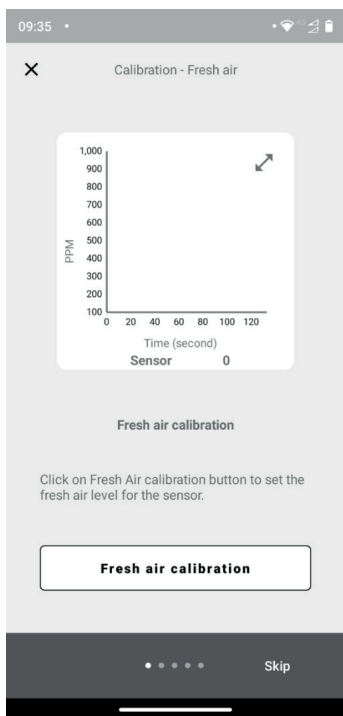 09:35
Calibration - Fresh air
1,000
900
800
700
600
500
400
300
200
100
PPM
0 20 40 60 80 100 120
Time (second)
Sensor 0
Fresh air calibration
Click on Fresh Air calibration button to set the
fresh air level for the sensor.
Fresh air calibration
Skip